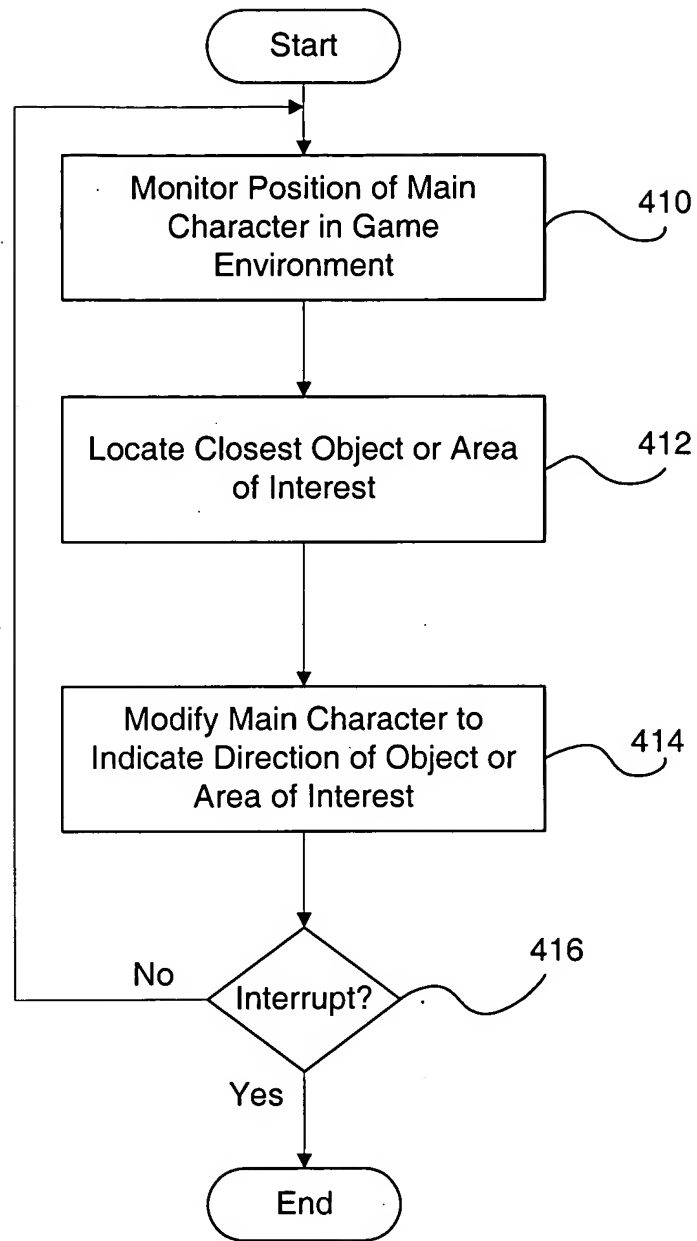 Start
Monitor Position of Main
Character in Game
Environment
410
Locate Closest Object or Area
of Interest
412
Modify Main Character to
Indicate Direction of Object or
Area of Interest
414
No
Interrupt?
416
Yes
End